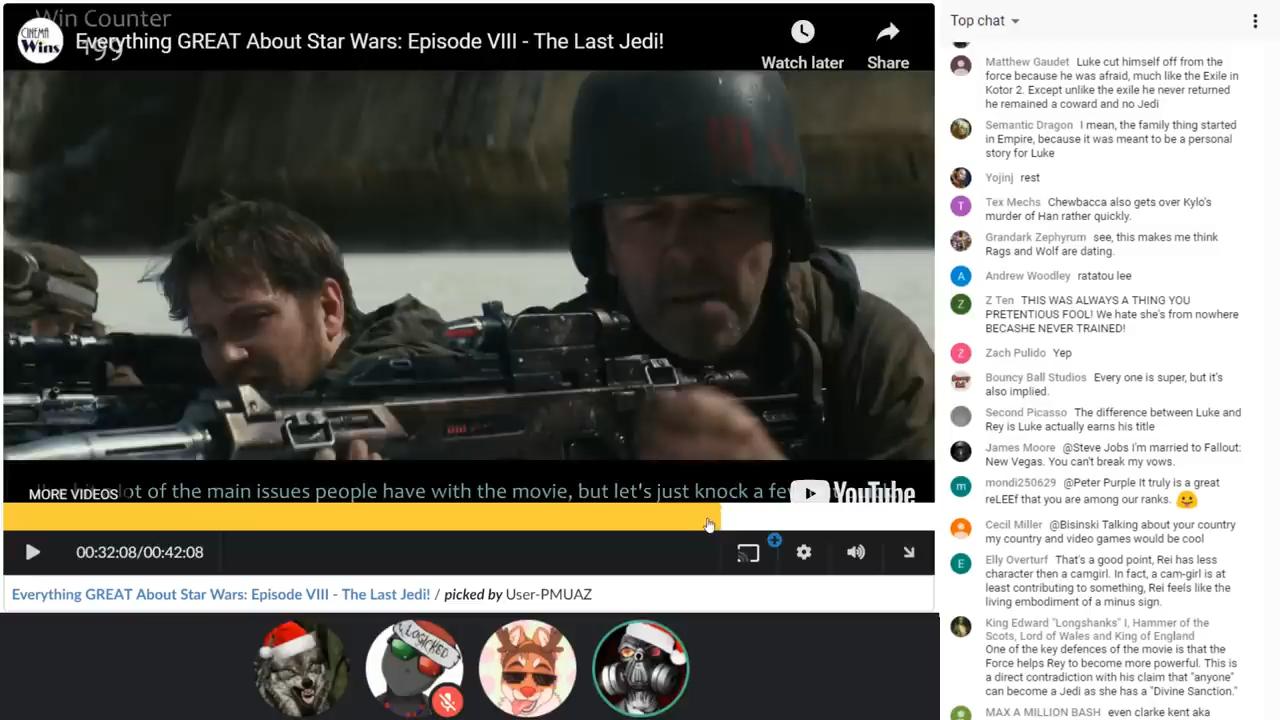 Win Counter
199
CINEMA
Wins
Everything GREAT About Star Wars: Episode VIII - The Last Jedi!
Watch later
Share
MORE VIDEOS
lot of the main issues people have with the movie, but let's just knock a few
YouTube
00:32:08/00:42:08
Everything GREAT About Star Wars: Episode VIII - The Last Jedi! / picked by User-PMUAZ
LOGICKED
Top chat
Matthew Gaudet Luke cut himself off from the
force because he was afraid, much like the Exile in
Kotor 2. Except unlike the exile he never returned
he remained a coward and no Jedi
Semantic Dragon I mean, the family thing started
in Empire, because it was meant to be a personal
story for Luke
Yojinj rest
T
Tex Mechs Chewbacca also gets over Kylo's
murder of Han rather quickly.
Grandark Zephyrum see, this makes me think
Rags and Wolf are dating.
A
Andrew Woodley ratatou lee
Z
Z Ten THIS WAS ALWAYS A THING YOU
PRETENTIOUS FOOL! We hate she's from nowhere
BECASHE NEVER TRAINED!
Z
Zach Pulido Yep
Bouncy Ball Studios Every one is super, but it's
also implied.
Second Picasso The difference between Luke and
Rey is Luke actually earns his title
James Moore @Steve Jobs I'm married to Fallout:
New Vegas. You can't break my vows.
m
mondi250629 @Peter Purple It truly is a great
reLEEf that you are among our ranks.
Cecil Miller @Bisinski Talking about your country
my country and video games would be cool
E
Elly Overturf That's a good point, Rei has less
character then a camgirl. In fact, a cam-girl is at
least contributing to something, Rei feels like the
living embodiment of a minus sign.
King Edward "Longshanks" I, Hammer of the
Scots, Lord of Wales and King of England
One of the key defences of the movie is that the
Force helps Rey to become more powerful. This is
a direct contradiction with his claim that "anyone"
can become a Jedi as she has a "Divine Sanction."
MAX A MILLION BASH even clarke kent aka